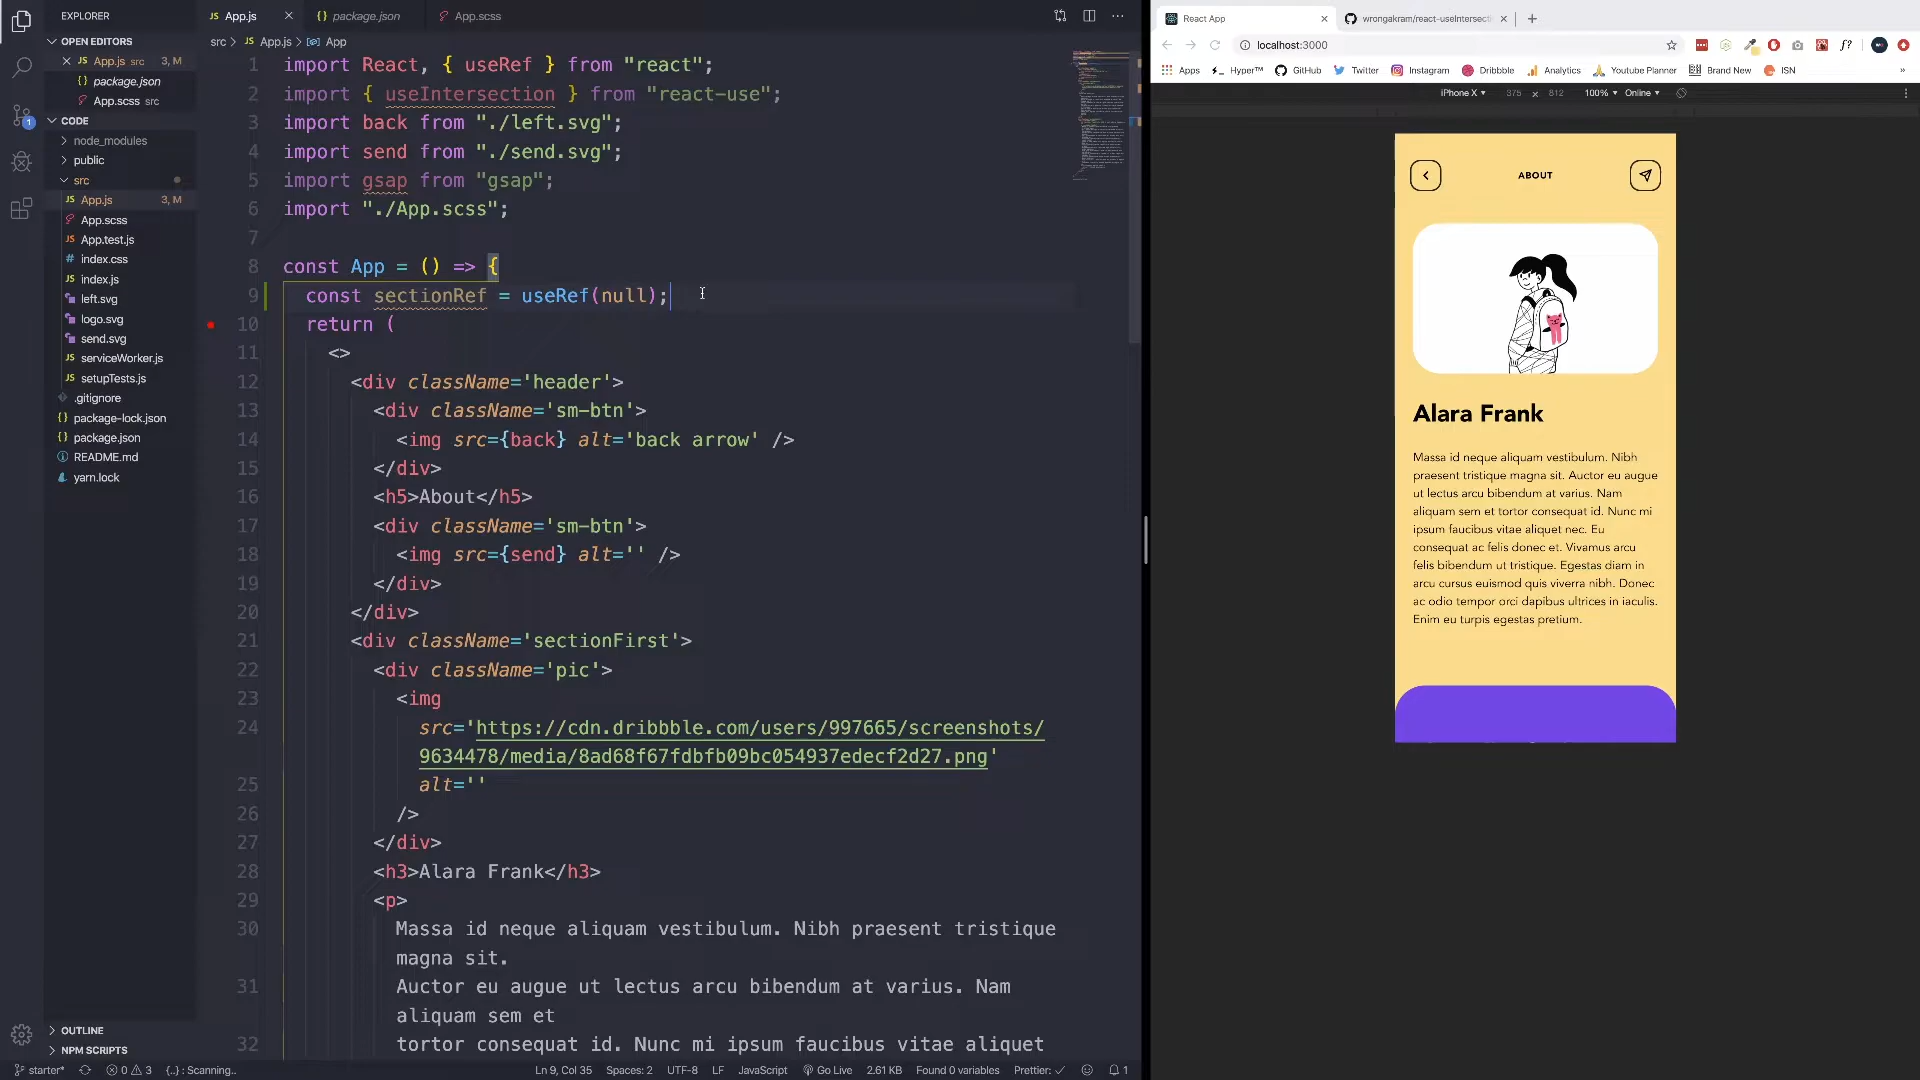 EXPLORER
OPEN EDITORS
App.js src 3, M
package.json
App.scss src
CODE
node_modules
public
src
App.js 3, M
App.scss
App.test.js
index.css
index.js
left.svg
logo.svg
send.svg
serviceWorker.js
setupTests.js
.gitignore
package-lock.json
package.json
README.md
yarn.lock
OUTLINE
NPM SCRIPTS
JS App.js
{} package.json
App.scss
src > JS App.js > App
1 import React, { useRef } from "react";
2 import { useIntersection } from "react-use";
3 import back from "./left.svg";
4 import send from "./send.svg";
5 import gsap from "gsap";
6 import "./App.scss";
7
8 const App = () => {
9 const sectionRef = useRef(null);
10 return (
11 <>
12 <div className='header'>
13 <div className='sm-btn'>
14 <img src={back} alt='back arrow' />
15 </div>
16 <h5>About</h5>
17 <div className='sm-btn'>
18 <img src={send} alt='' />
19 </div>
20 </div>
21 <div className='sectionFirst'>
22 <div className='pic'>
23 <img
24 src='https://cdn.dribbble.com/users/997665/screenshots/
9634478/media/8ad68f67fdbfb09bc054937edecf2d27.png'
25 alt=''
26 />
27 </div>
28 <h3>Alara Frank</h3>
29 <p>
30 Massa id neque aliquam vestibulum. Nibh praesent tristique
magna sit.
31 Auctor eu augue ut lectus arcu bibendum at varius. Nam
aliquam sem et
32 tortor consequat id. Nunc mi ipsum faucibus vitae aliquet
starter* 0 3 {..} : Scanning.. Ln 9, Col 35 Spaces: 2 UTF-8 LF JavaScript Go Live 2.61 KB Found 0 variables Prettier: ✓ 1
React App
wrongakram/react-useIntersecti
localhost:3000
Apps Hyper™ GitHub Twitter Instagram Dribbble Analytics Youtube Planner Brand New ISN »
iPhone X ▾ 375 × 812 100% ▾ Online ▾
ABOUT
Alara Frank
Massa id neque aliquam vestibulum. Nibh
praesent tristique magna sit. Auctor eu augue
ut lectus arcu bibendum at varius. Nam
aliquam sem et tortor consequat id. Nunc mi
ipsum faucibus vitae aliquet nec. Eu
consequat ac felis donec et. Vivamus arcu
felis bibendum ut tristique. Egestas diam in
arcu cursus euismod quis viverra nibh. Donec
ac odio tempor orci dapibus ultrices in iaculis.
Enim eu turpis egestas pretium.